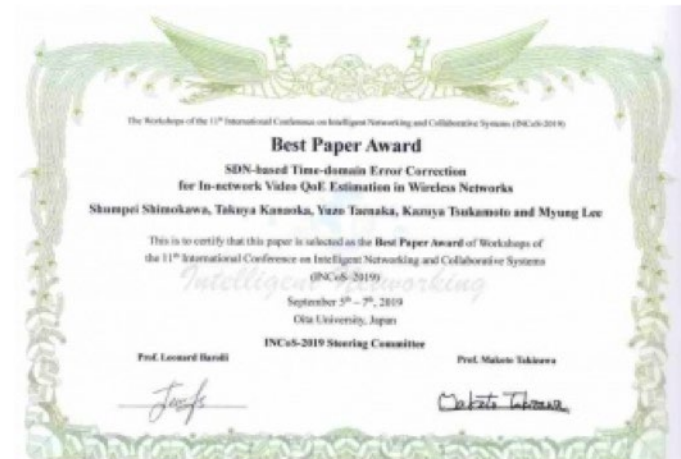 The Workshops of the 11th International Conference on Intelligent Networking and Collaborative Systems (INCoS-2019)
Best Paper Award
SDN-based Time-domain Error Correction
for In-network Video QoE Estimation in Wireless Networks
Shumpei Shimokawa, Takuya Kanaoka, Yuzo Taenaka, Kazuya Tsukamoto and Myung Lee
This is to certify that this paper is selected as the Best Paper Award of Workshops of
the 11th International Conference on Intelligent Networking and Collaborative Systems
(INCoS-2019)
Intelligent Networking
September 5th – 7th, 2019
Oita University, Japan
INCoS-2019 Steering Committee
Prof. Leonard Barolli Prof. Makoto Takizawa
Makoto Takizawa